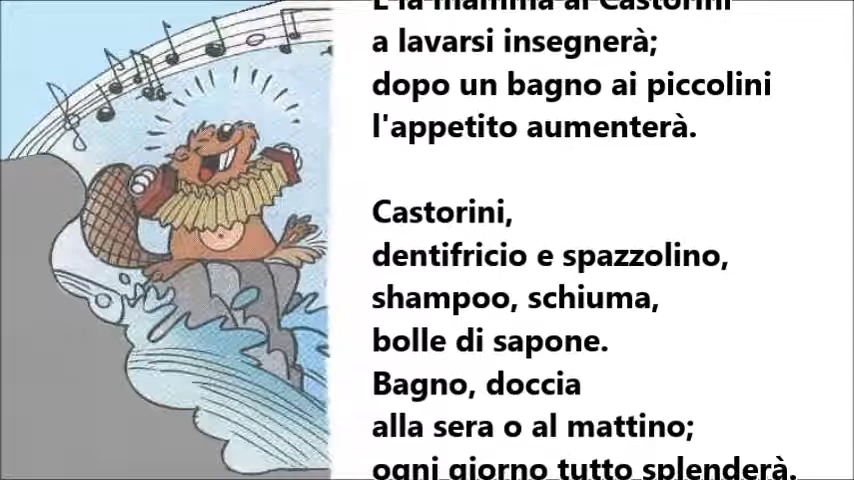 E la mamma ai Castorini
a lavarsi insegnerà;
dopo un bagno ai piccolini
l'appetito aumenterà.
Castorini,
dentifricio e spazzolino,
shampoo, schiuma,
bolle di sapone.
Bagno, doccia
alla sera o al mattino;
ogni giorno tutto splenderà.